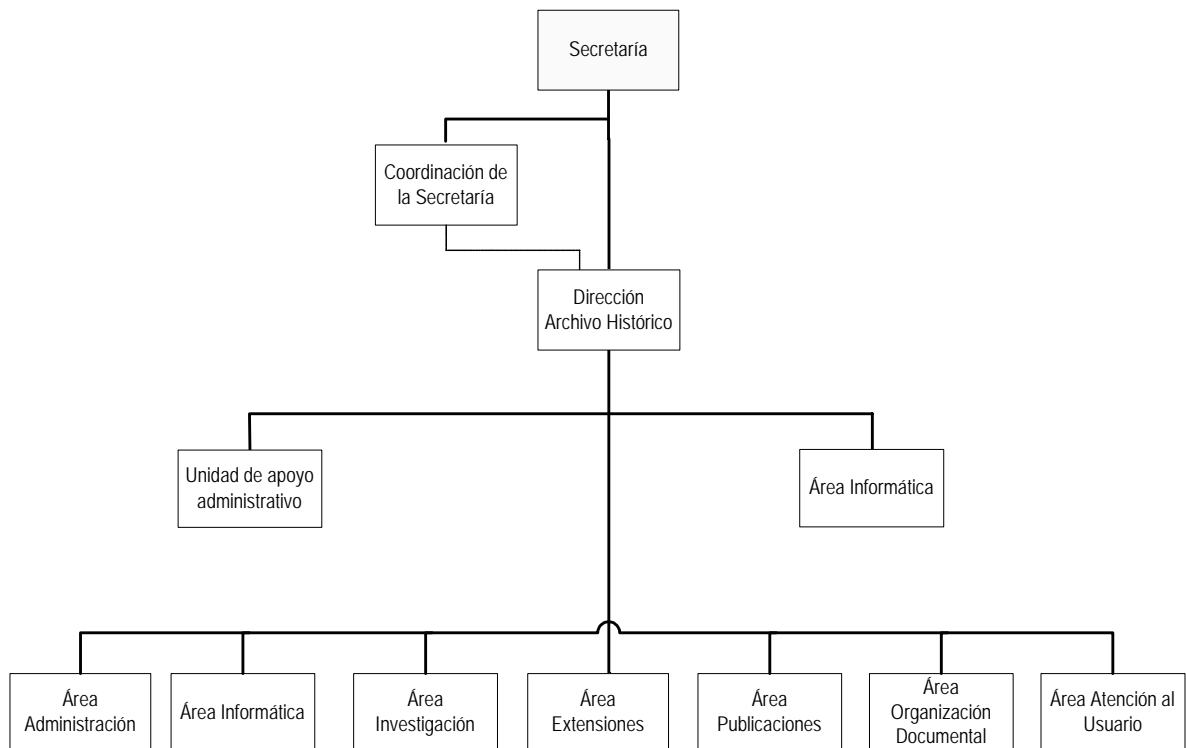 Secretaría
Coordinación de
la Secretaría
Dirección
Archivo Histórico
Unidad de apoyo
administrativo
Área Informática
Área
Administración
Área Informática
Área
Investigación
Área
Extensiones
Área
Publicaciones
Área
Organización
Documental
Área Atención al
Usuario